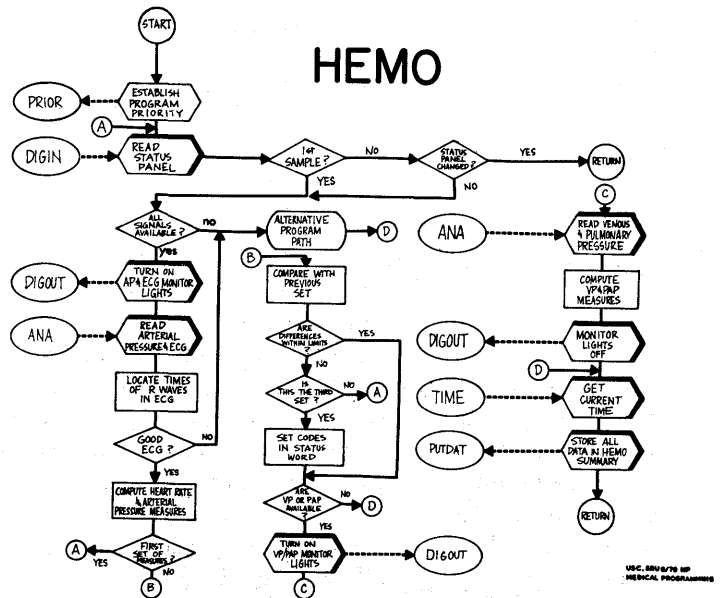 START
HEMO
PRIOR
ESTABLISH
PROGRAM
PRIORITY
A
DIGIN
READ
STATUS
PANEL
1st
SAMPLE?
NO
YES
STATUS
PANEL
CHANGED?
YES
NO
RETURN
ALL
SIGNALS
AVAILABLE?
no
yes
ALTERNATIVE
PROGRAM
PATH
D
DIGOUT
TURN ON
AP&ECG MONITOR
LIGHTS
ANA
READ
ARTERIAL
PRESSURE&ECG
LOCATE TIMES
OF R WAVES
IN ECG
GOOD
ECG?
NO
YES
COMPUTE HEART RATE
& ARTERIAL
PRESSURE MEASURES
FIRST
SET OF
MEASURES?
A
YES
NO
B
B
COMPARE WITH
PREVIOUS
SET
ARE
DIFFERENCES
WITHIN LIMITS
?
YES
NO
IS
THIS THE THIRD
SET?
NO
A
YES
SET CODES
IN STATUS
WORD
ARE
VP OR PAP
AVAILABLE
?
NO
D
YES
TURN ON
VP/PAP MONITOR
LIGHTS
DIGOUT
C
C
ANA
READ VENOUS
& PULMONARY
PRESSURE
COMPUTE
VP&PAP
MEASURES
DIGOUT
MONITOR
LIGHTS
OFF
D
TIME
GET
CURRENT
TIME
PUTDAT
STORE ALL
DATA IN HEMO
SUMMARY
RETURN
MEDICAL PROGRAMMING